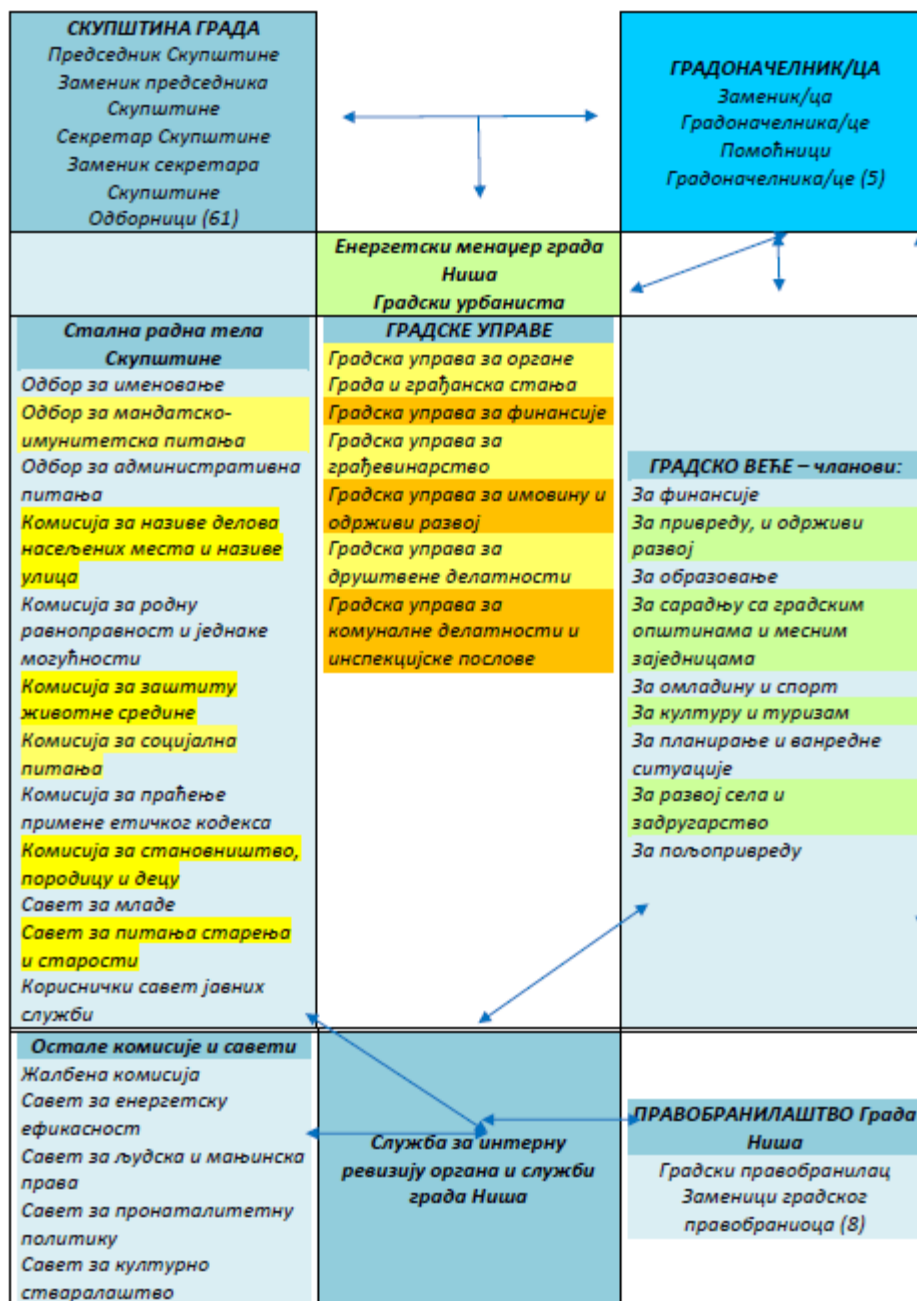 СКУПШТИНА ГРАДА
Председник Скупштине
Заменик председника
Скупштине
Секретар Скупштине
Заменик секретара
Скупштине
Одборници (61)
ГРАДОНАЧЕЛНИК/ЦА
Заменик/ца
Градоначелника/це
Помоћници
Градоначелника/це (5)
Енергетски менаџер града
Ниша
Градски урбаниста
Стална радна тела
Скупштине
Одбор за именовање
Одбор за мандатско-
имунитетска питања
Одбор за административна
питања
Комисија за називе делова
насељених места и називе
улица
Комисија за родну
равноправност и једнаке
могућности
Комисија за заштиту
животне средине
Комисија за социјална
питања
Комисија за праћење
примене етичког кодекса
Комисија за становништво,
породицу и децу
Савет за младе
Савет за питања старења
и старости
Кориснички савет јавних
служби
ГРАДСКЕ УПРАВЕ
Градска управа за органе
Града и грађанска стања
Градска управа за финансије
Градска управа за
грађевинарство
Градска управа за имовину и
одрживи развој
Градска управа за
друштвене делатности
Градска управа за
комуналне делатности и
инспекцијске послове
ГРАДСКО ВЕЋЕ – чланови:
За финансије
За привреду, и одрживи
развој
За образовање
За сарадњу са градским
општинама и месним
заједницама
За омладину и спорт
За културу и туризам
За планирање и ванредне
ситуације
За развој села и
задругарство
За пољопривреду
Остале комисије и савети
Жалбена комисија
Савет за енергетску
ефикасност
Савет за људска и мањинска
права
Савет за пронаталитетну
политику
Савет за културно
стваралаштво
Служба за интерну
ревизију органа и служби
града Ниша
ПРАВОБРАНИЛАШТВО Града
Ниша
Градски правобранилац
Заменици градског
правобраниоца (8)